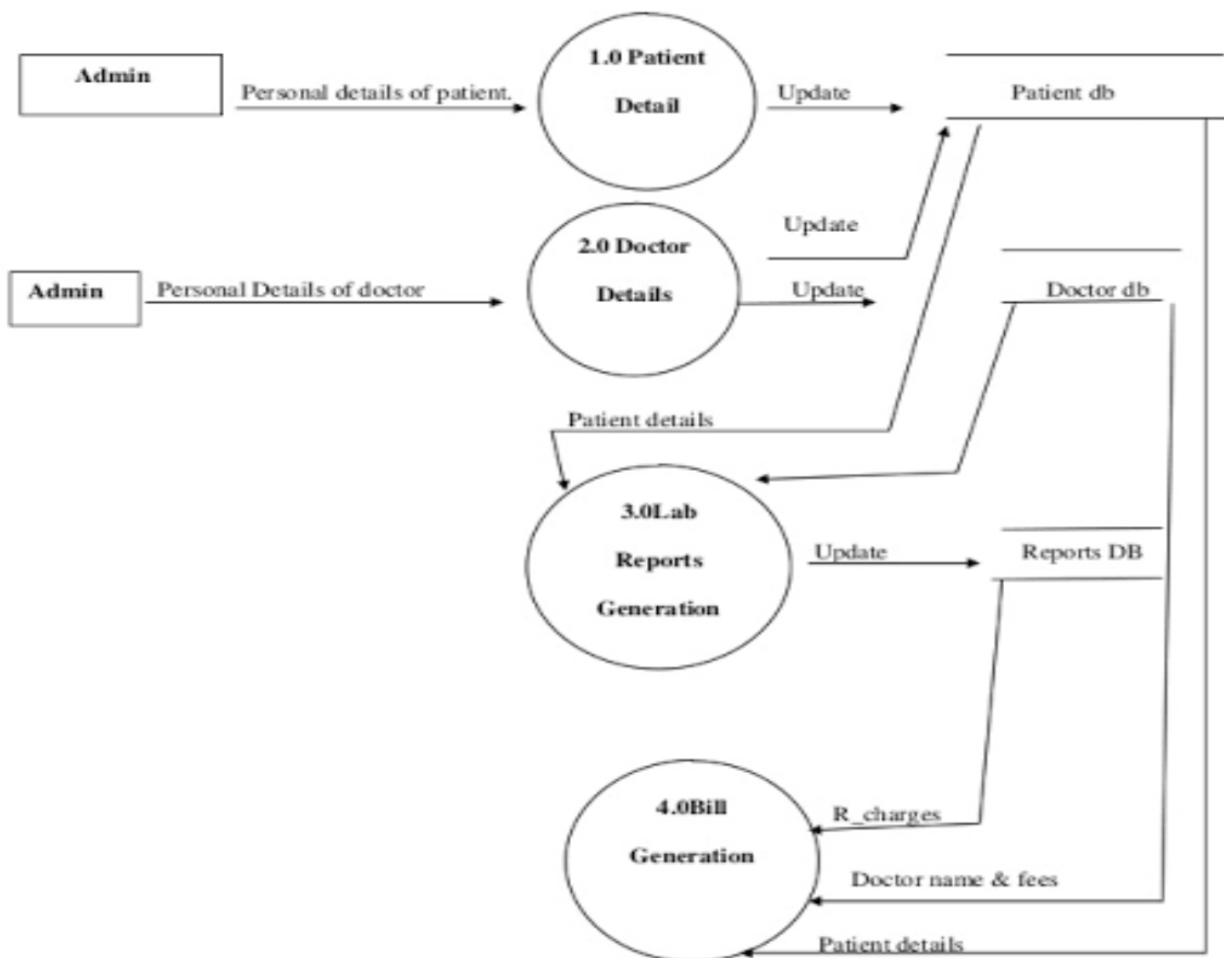 Admin
Personal details of patient.
1.0 Patient
Detail
Update
Patient db
Update
Admin
Personal Details of doctor
2.0 Doctor
Details
Update
Doctor db
Patient details
3.0Lab
Reports
Generation
Update
Reports DB
4.0Bill
Generation
R_charges
Doctor name & fees
Patient details